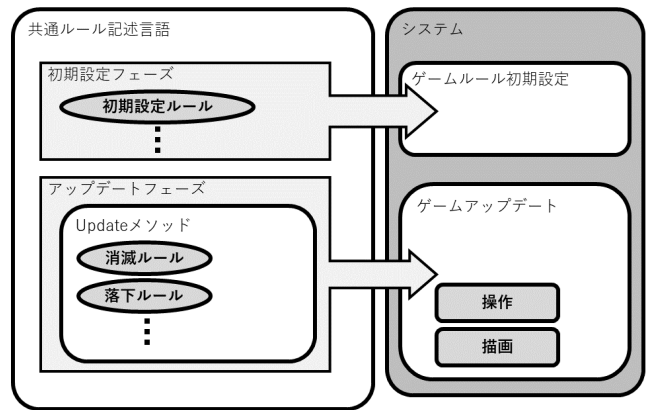 共通ルール記述言語
初期設定フェーズ
初期設定ルール
アップデートフェーズ
Updateメソッド
消滅ルール
落下ルール
システム
ゲームルール初期設定
ゲームアップデート
操作
描画